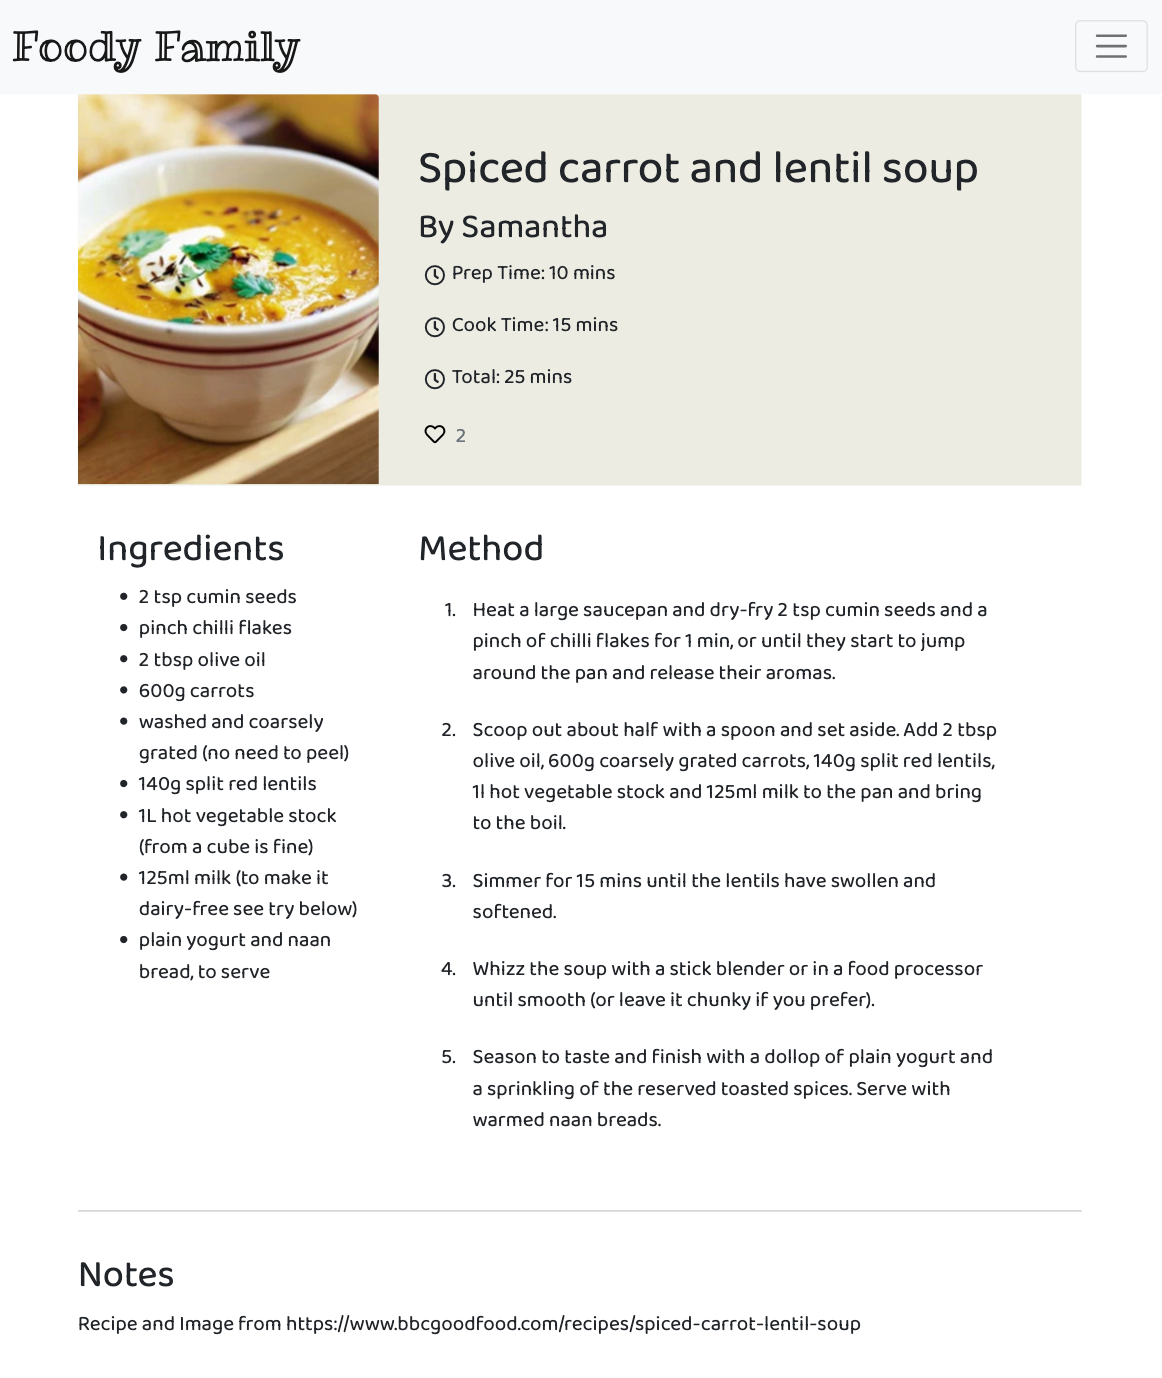 Foody Family
Spiced carrot and lentil soup
By Samantha
Prep Time: 10 mins
Cook Time: 15 mins
Total: 25 mins
2
Ingredients
2 tsp cumin seeds
pinch chilli flakes
2 tbsp olive oil
600g carrots
washed and coarsely
grated (no need to peel)
140g split red lentils
1L hot vegetable stock
(from a cube is fine)
125ml milk (to make it
dairy-free see try below)
plain yogurt and naan
bread, to serve
Method
1. Heat a large saucepan and dry-fry 2 tsp cumin seeds and a
pinch of chilli flakes for 1 min, or until they start to jump
around the pan and release their aromas.
2. Scoop out about half with a spoon and set aside. Add 2 tbsp
olive oil, 600g coarsely grated carrots, 140g split red lentils,
1l hot vegetable stock and 125ml milk to the pan and bring
to the boil.
3. Simmer for 15 mins until the lentils have swollen and
softened.
4. Whizz the soup with a stick blender or in a food processor
until smooth (or leave it chunky if you prefer).
5. Season to taste and finish with a dollop of plain yogurt and
a sprinkling of the reserved toasted spices. Serve with
warmed naan breads.
Notes
Recipe and Image from https://www.bbcgoodfood.com/recipes/spiced-carrot-lentil-soup